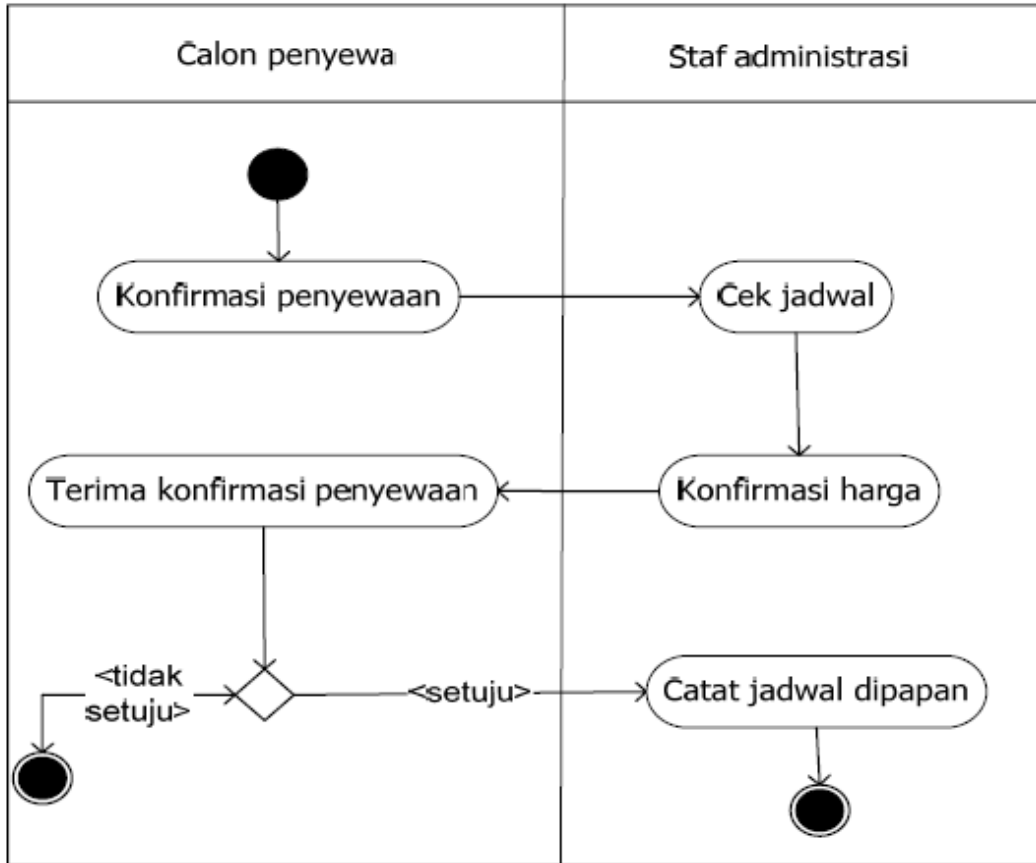 Calon penyewa
Staf administrasi
Konfirmasi penyewaan
Cek jadwal
Terima konfirmasi penyewaan
Konfirmasi harga
<tidak
setuju>
<setuju>
Catat jadwal dipapan